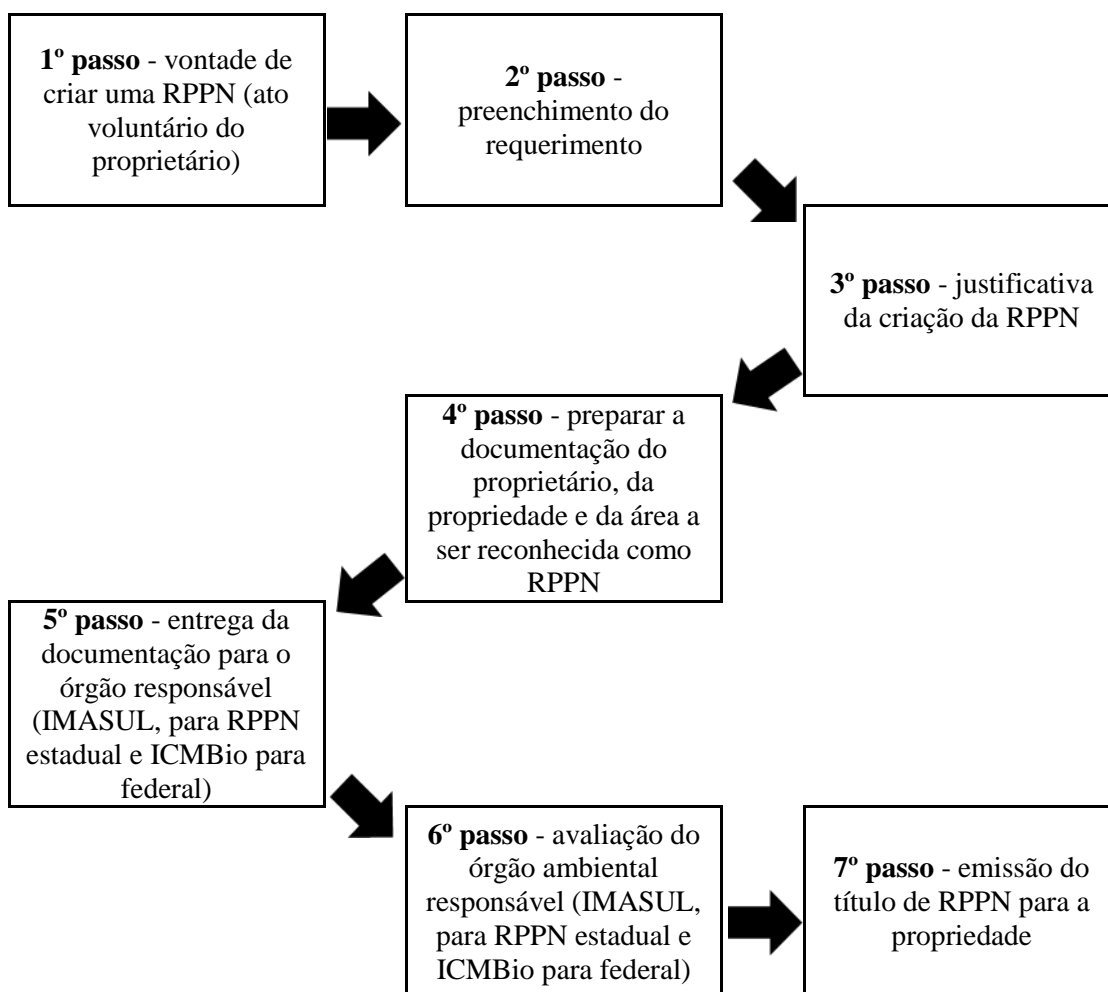 1º passo - vontade de
criar uma RPPN (ato
voluntário do
proprietário)
2º passo -
preenchimento do
requerimento
3º passo - justificativa
da criação da RPPN
4º passo - preparar a
documentação do
proprietário, da
propriedade e da área a
ser reconhecida como
RPPN
5º passo - entrega da
documentação para o
órgão responsável
(IMASUL, para RPPN
estadual e ICMBio para
federal)
6º passo - avaliação do
órgão ambiental
responsável (IMASUL,
para RPPN estadual e
ICMBio para federal)
7º passo - emissão do
título de RPPN para a
propriedade